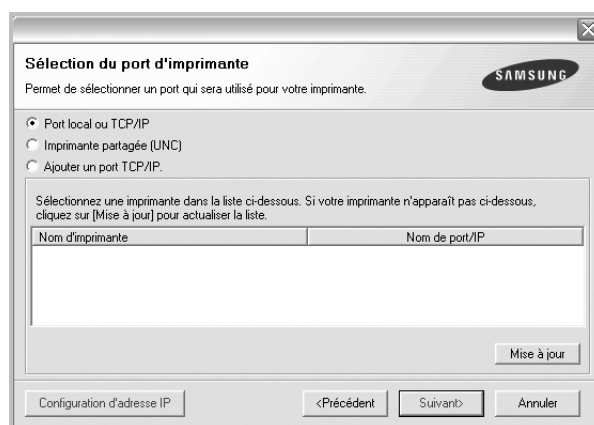 Sélection du port d'imprimante
Permet de sélectionner un port qui sera utilisé pour votre imprimante.
SAMSUNG
Port local ou TCP/IP
Imprimante partagée (UNC)
Ajouter un port TCP/IP.
Sélectionnez une imprimante dans la liste ci-dessous. Si votre imprimante n'apparaît pas ci-dessous,
cliquez sur [Mise à jour] pour actualiser la liste.
Nom d'imprimante Nom de port/IP
Mise à jour
Configuration d'adresse IP <Précédent Suivant> Annuler